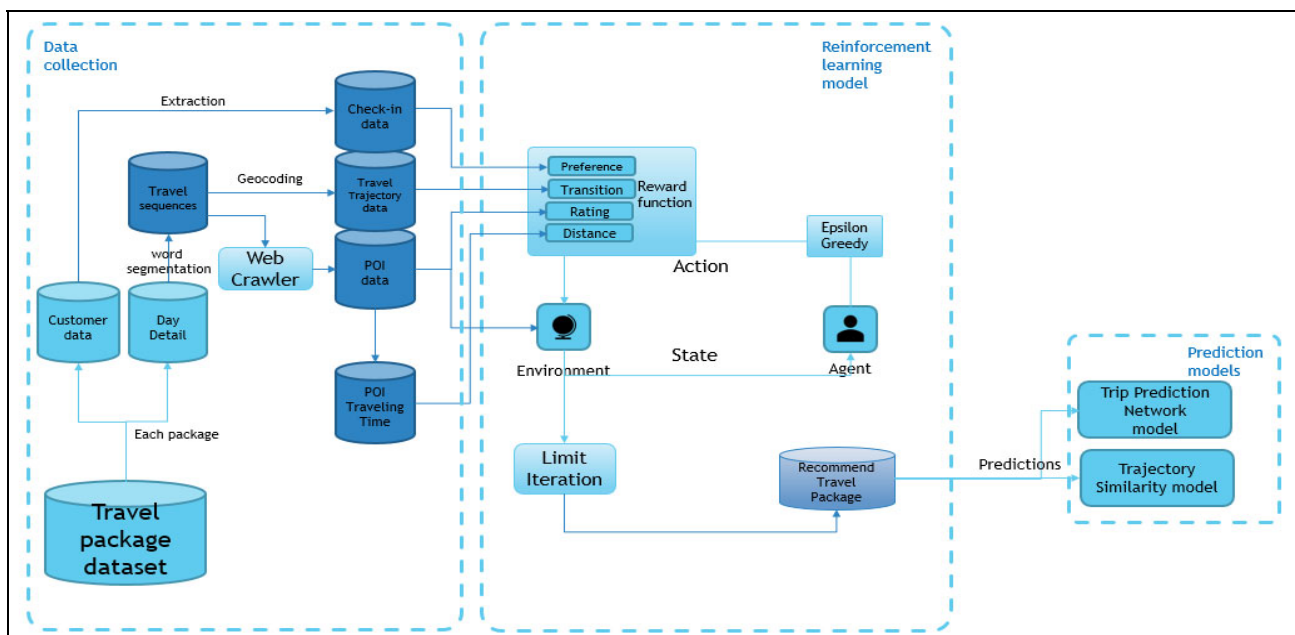 Data
collection
Extraction
Check-in
data
Travel
sequences
Geocoding
Travel
Trajectory
data
word
segmentation
Web
Crawler
POI
data
Customer
data
Day
Detail
POI
Traveling
Time
Each package
Travel
package
dataset
Reinforcement
learning
model
Preference
Transition
Rating
Distance
Reward
function
Epsilon
Greedy
Action
Environment
State
Agent
Limit
Iteration
Recommend
Travel
Package
Predictions
Prediction
models
Trip Prediction
Network
model
Trajectory
Similarity model